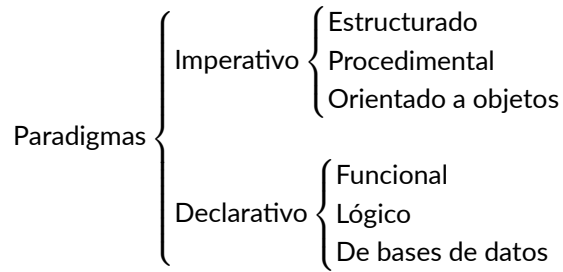 Paradigmas
Imperativo
Estructurado
Procedimental
Orientado a objetos
Declarativo
Funcional
Lógico
De bases de datos